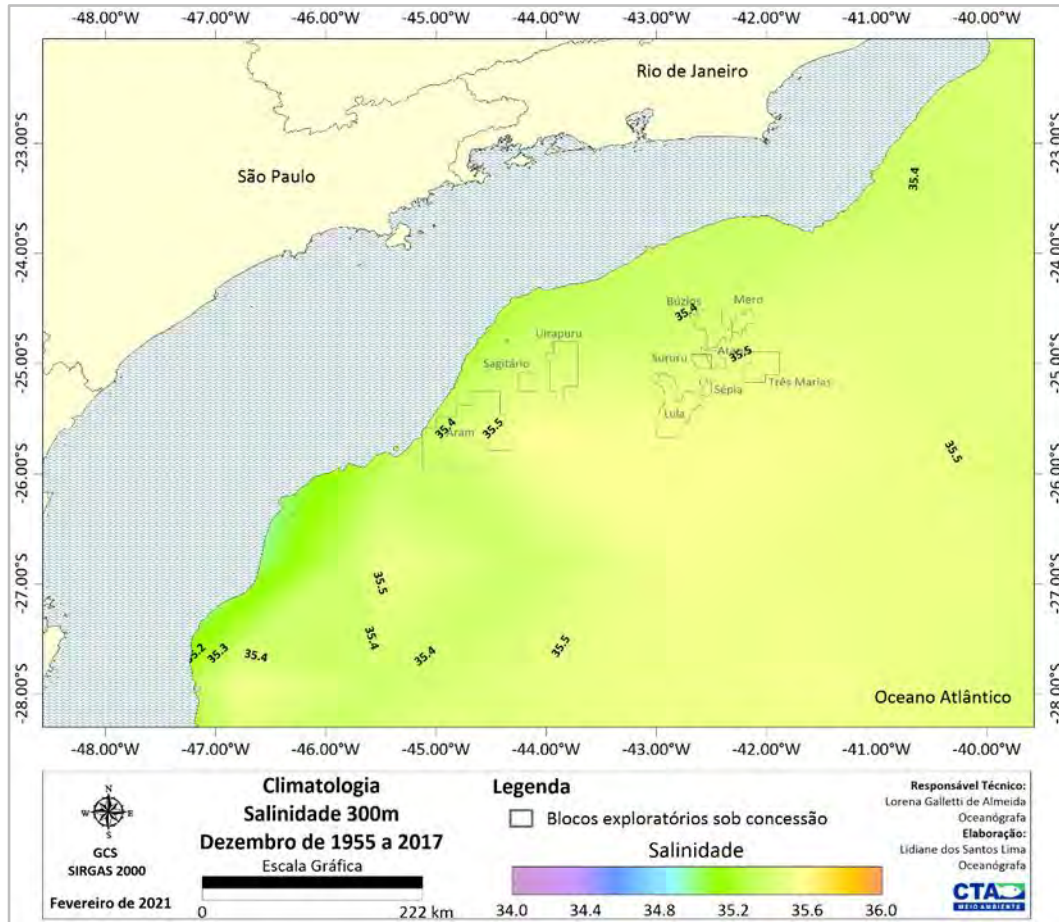 -48.00°W -47.00°W -46.00°W -45.00°W -44.00°W -43.00°W -42.00°W -41.00°W -40.00°W
-23.00°S
-24.00°S
-25.00°S
-26.00°S
-27.00°S
-28.00°S
Rio de Janeiro
São Paulo
35.4
Búzios
Mero
35.4
Uirapuru
Sururu
35.5
Sagitário
Sépia
Três Marias
Lula
35.4
35.5
Aram
35.5
35.5
35.4
35.5
35.3
35.4
35.4
Oceano Atlântico
-23.00°S
-24.00°S
-25.00°S
-26.00°S
-27.00°S
-28.00°S
-48.00°W -47.00°W -46.00°W -45.00°W -44.00°W -43.00°W -42.00°W -41.00°W -40.00°W
N
W
E
S
GCS
SIRGAS 2000
Fevereiro de 2021
Climatologia
Salinidade 300m
Dezembro de 1955 a 2017
Escala Gráfica
0 222 km
Legenda
Blocos exploratórios sob concessão
Salinidade
34.0 34.4 34.8 35.2 35.6 36.0
Responsável Técnico:
Lorena Galletti de Almeida
Oceanógrafa
Elaboração:
Lidiane dos Santos Lima
Oceanógrafa
CTA
MEIO AMBIENTE